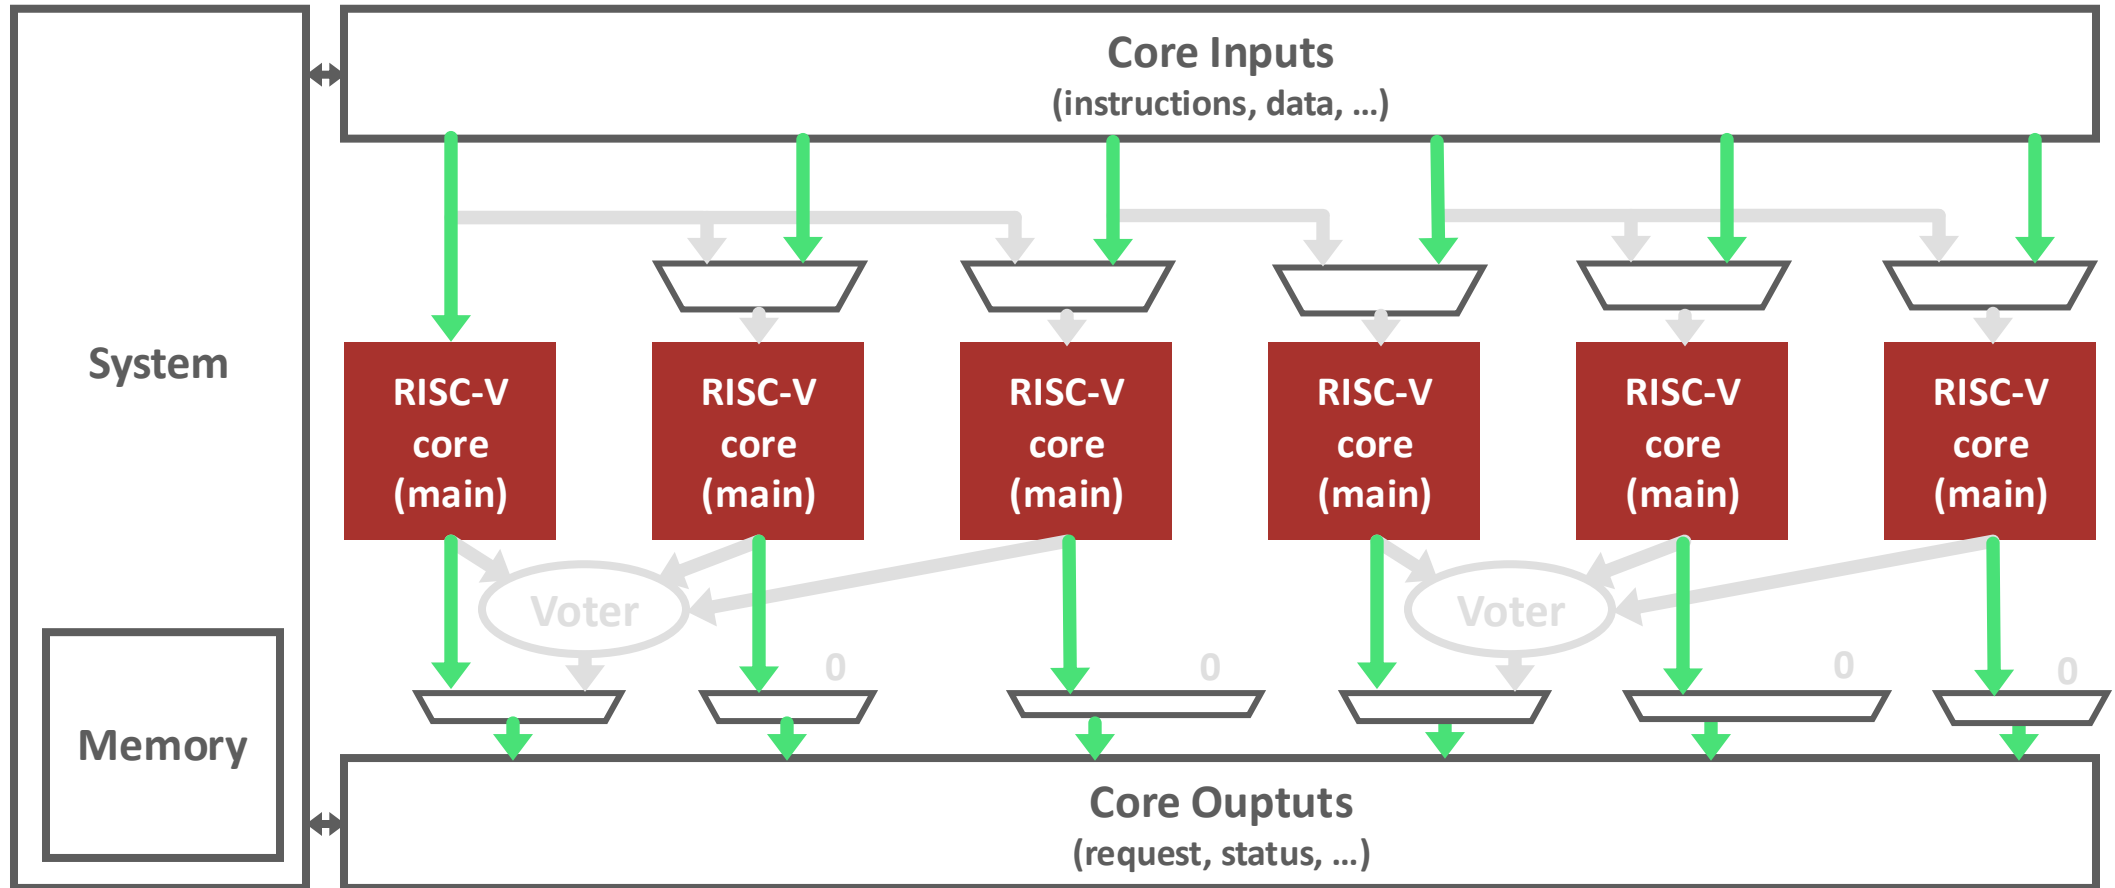 Core Inputs
(instructions, data, ...)
System
RISC-V
core
(main)
RISC-V
core
(main)
RISC-V
core
(main)
RISC-V
core
(main)
RISC-V
core
(main)
RISC-V
core
(main)
Voter
Voter
0
0
0
0
Memory
Core Ouptuts
(request, status, ...)